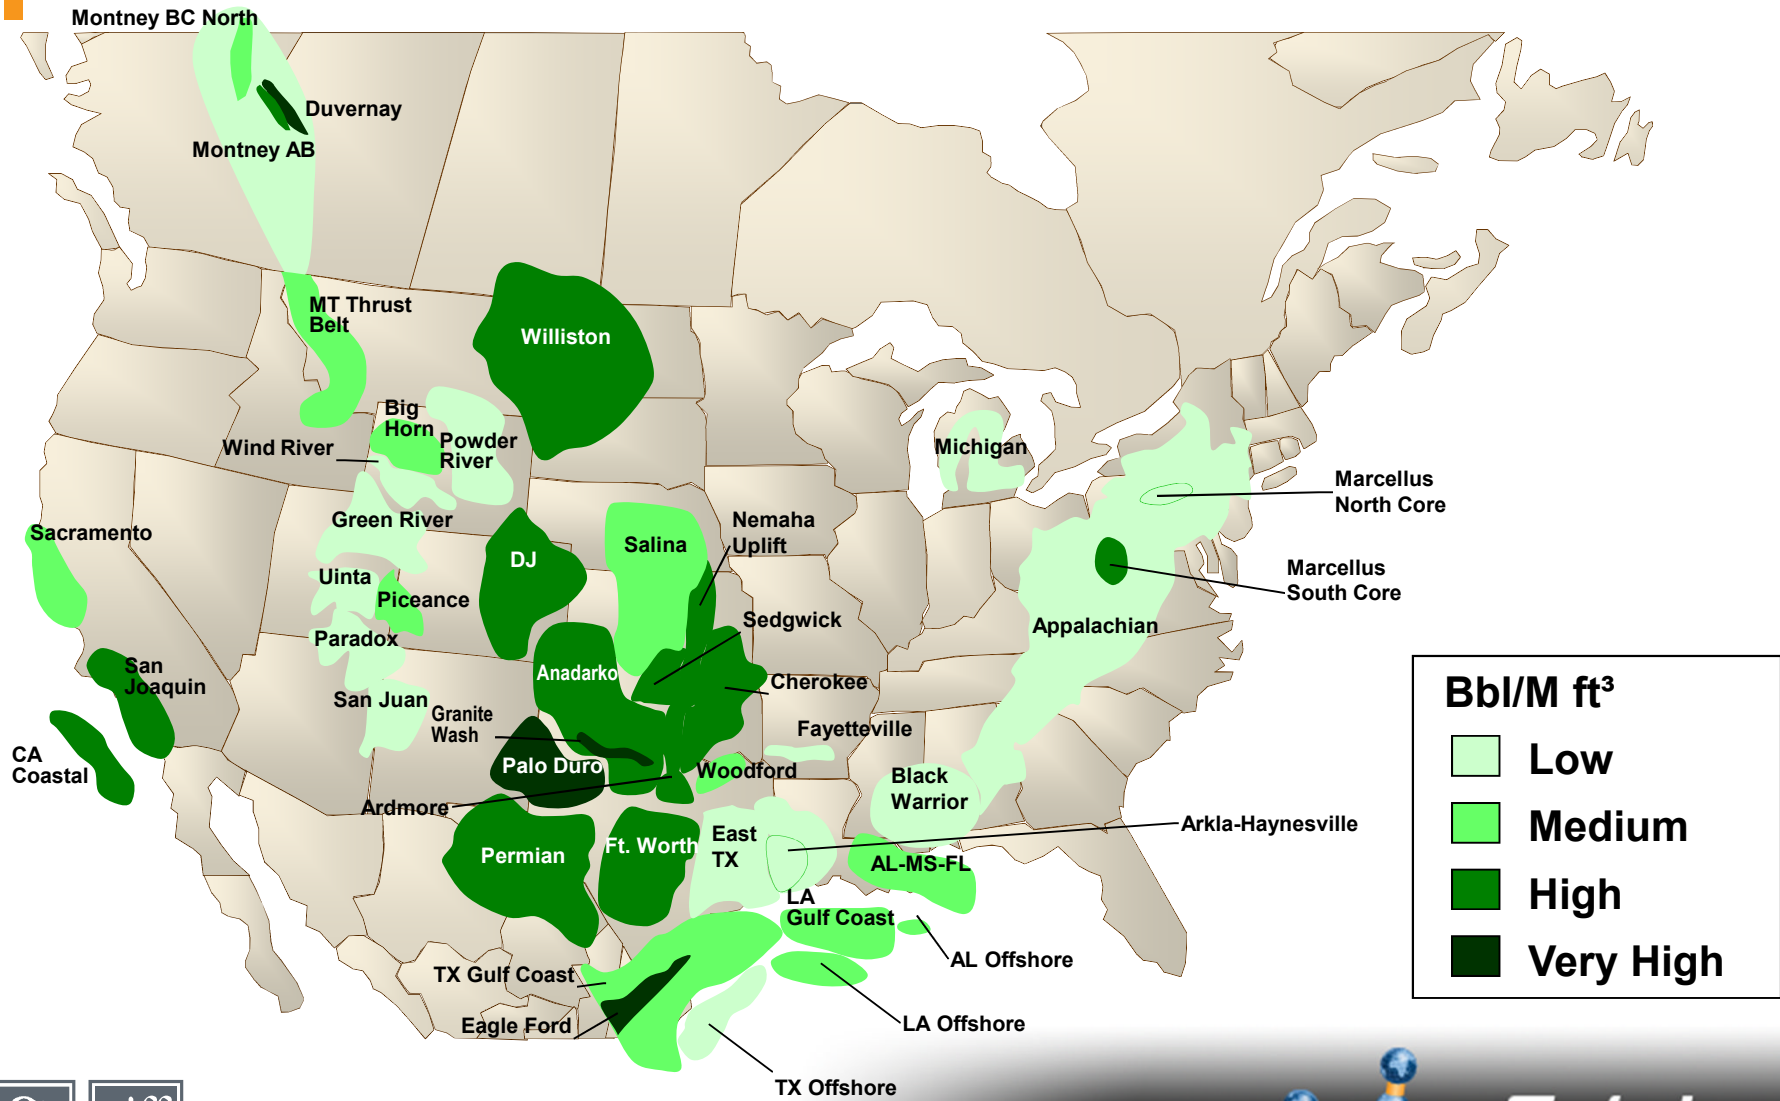 Montney BC North
Duvernay
Montney AB
MT Thrust
Belt
Williston
Big
Horn
Wind River
Powder
River
Michigan
Marcellus
North Core
Green River
Sacramento
Nemaha
Uplift
Salina
DJ
Uinta
Piceance
Marcellus
South Core
Sedgwick
Appalachian
Paradox
San
Joaquin
Anadarko
Cherokee
San Juan
Granite
Wash
Fayetteville
CA
Coastal
Palo Duro
Woodford
Black
Warrior
Ardmore
Arkla-Haynesville
Permian
Ft. Worth
East
TX
AL-MS-FL
LA
Gulf Coast
AL Offshore
TX Gulf Coast
Eagle Ford
LA Offshore
TX Offshore
Bbl/M ft³
Low
Medium
High
Very High